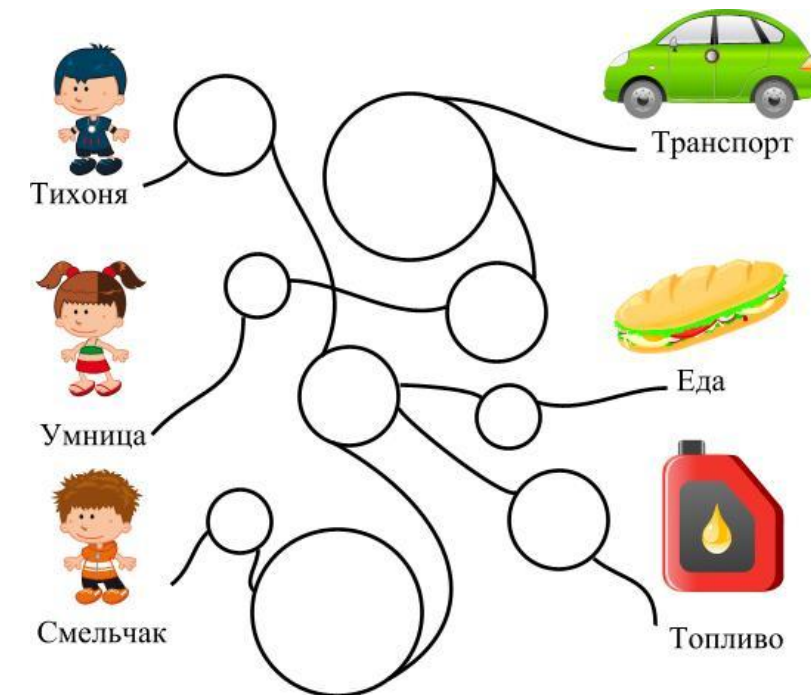 Тихоня
Транспорт
Умница
Еда
Смельчак
Топливо